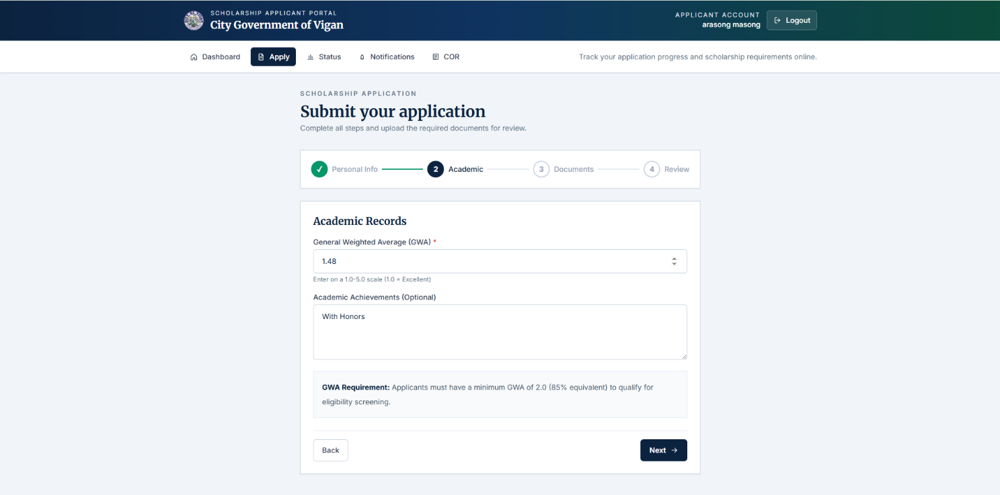 SCHOLARSHIP APPLICANT PORTAL
City Government of Vigan
APPLICANT ACCOUNT
arasong masong
Logout
Dashboard
Apply
Status
Notifications
COR
Track your application progress and scholarship requirements online.
SCHOLARSHIP APPLICATION
Submit your application
Complete all steps and upload the required documents for review.
Personal Info
2 Academic
3 Documents
4 Review
Academic Records
General Weighted Average (GWA) *
1.48
Enter on a 1.0-5.0 scale (1.0 = Excellent)
Academic Achievements (Optional)
With Honors
GWA Requirement: Applicants must have a minimum GWA of 2.0 (85% equivalent) to qualify for
eligibility screening.
Back
Next →